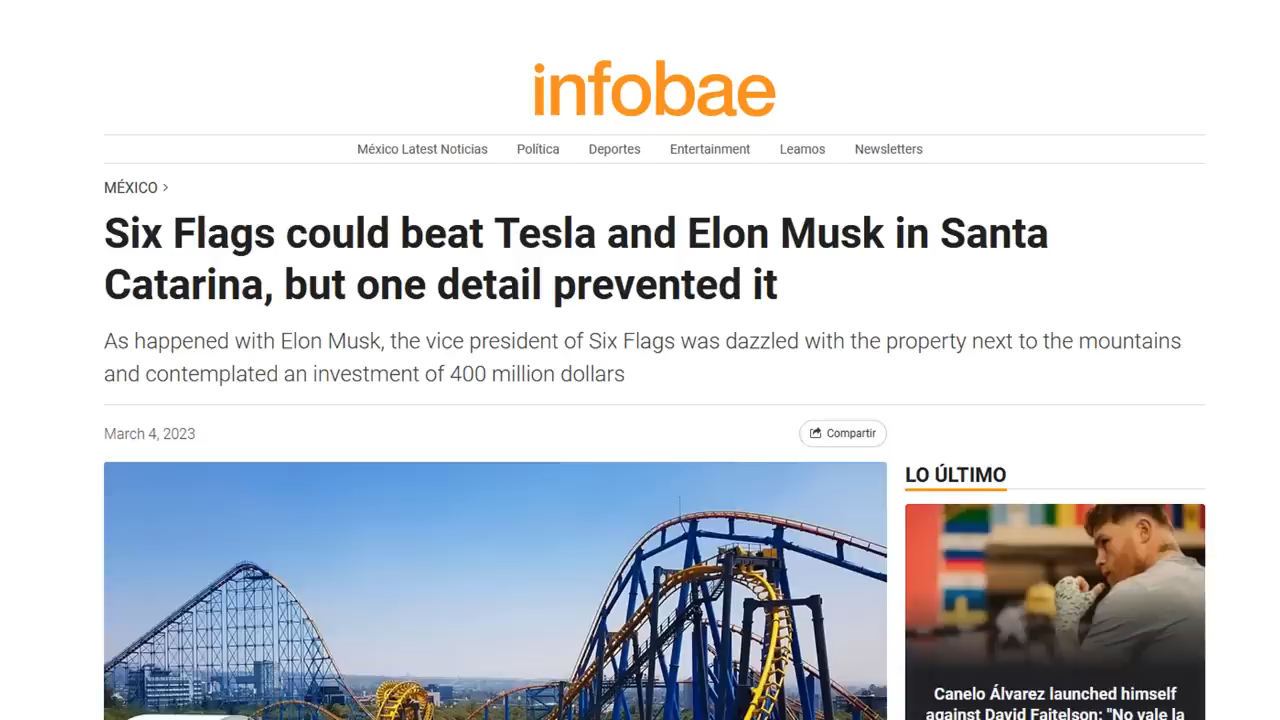 infobae
México Latest Noticias Política Deportes Entertainment Leamos Newsletters
MÉXICO >
Six Flags could beat Tesla and Elon Musk in Santa
Catarina, but one detail prevented it
As happened with Elon Musk, the vice president of Six Flags was dazzled with the property next to the mountains
and contemplated an investment of 400 million dollars
March 4, 2023
Compartir
LO ÚLTIMO
Canelo Álvarez launched himself
against David Faitelson: "No vale la